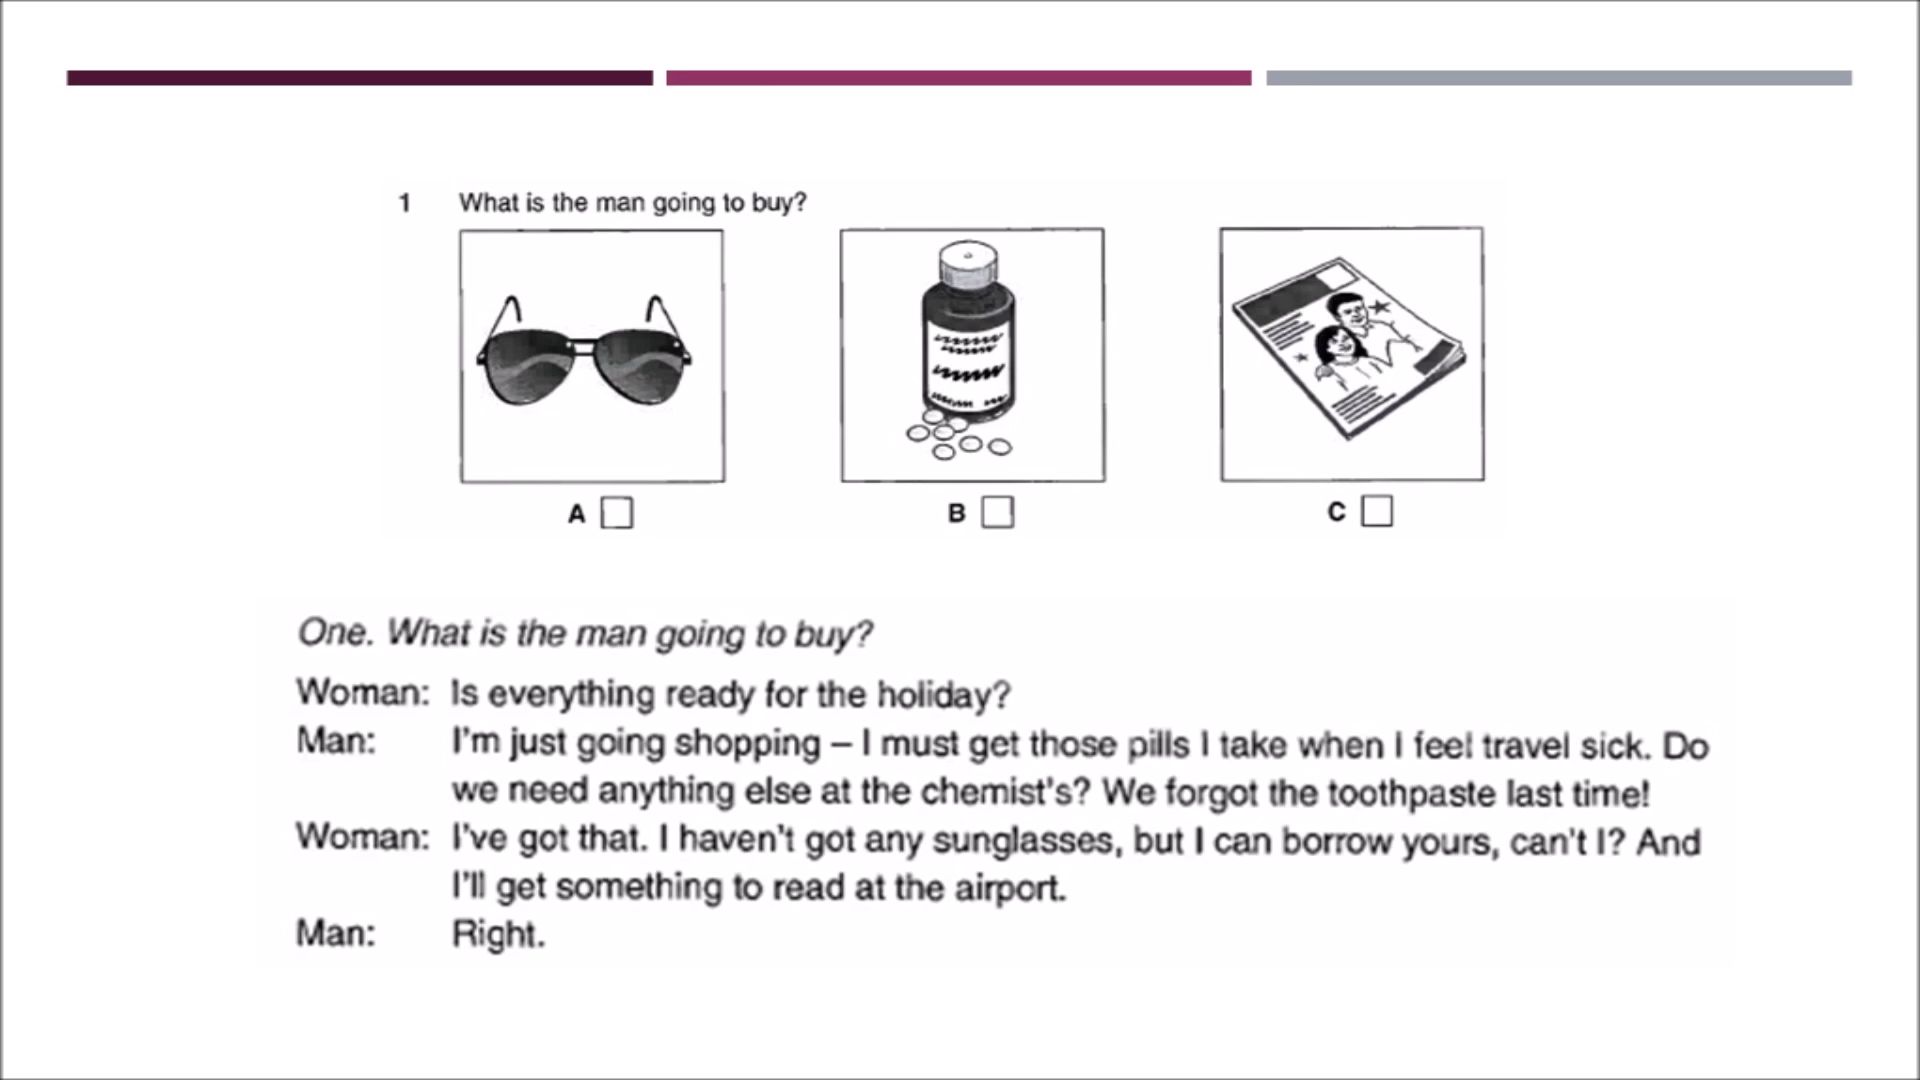 1 What is the man going to buy?
A B C
One. What is the man going to buy?
Woman: Is everything ready for the holiday?
Man: I'm just going shopping – I must get those pills I take when I feel travel sick. Do
we need anything else at the chemist's? We forgot the toothpaste last time!
Woman: I've got that. I haven't got any sunglasses, but I can borrow yours, can't I? And
I'll get something to read at the airport.
Man: Right.